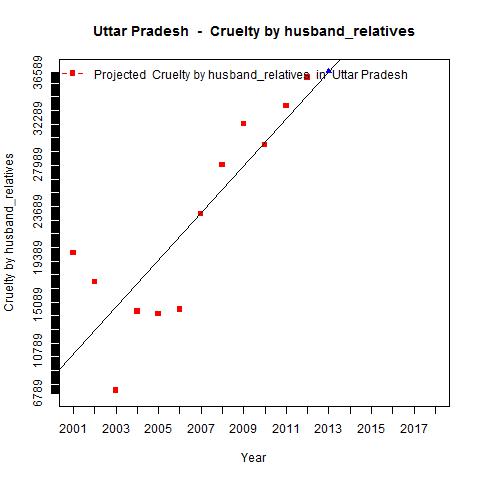 Uttar Pradesh - Cruelty by husband_relatives
Projected Cruelty by husband_relatives in Uttar Pradesh
Cruelty by husband_relatives
36589
32289
27989
23689
19389
15089
10789
6789
2001 2003 2005 2007 2009 2011 2013 2015 2017
Year